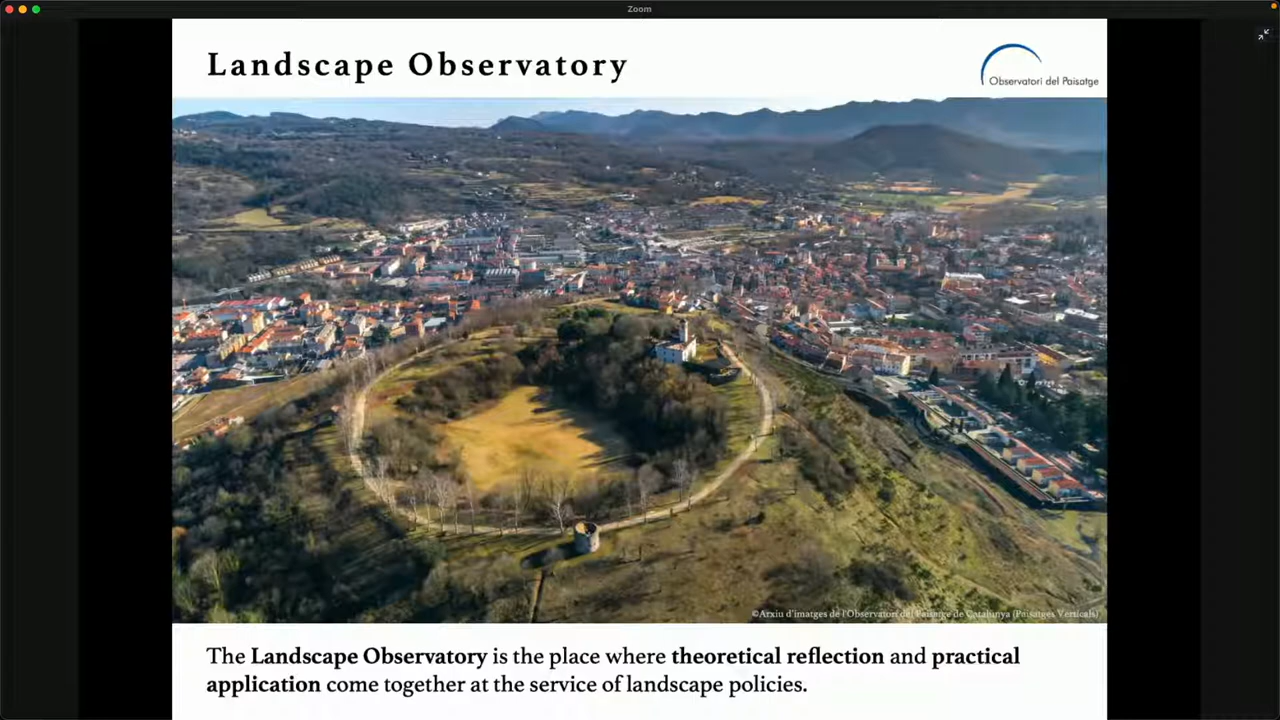 Zoom
Landscape Observatory
Observatori del Paisatge
©Arxiu d'imatges de l'Observatori del Paisatge de Catalunya (Paisatges Verticals)
The Landscape Observatory is the place where theoretical reflection and practical
application come together at the service of landscape policies.